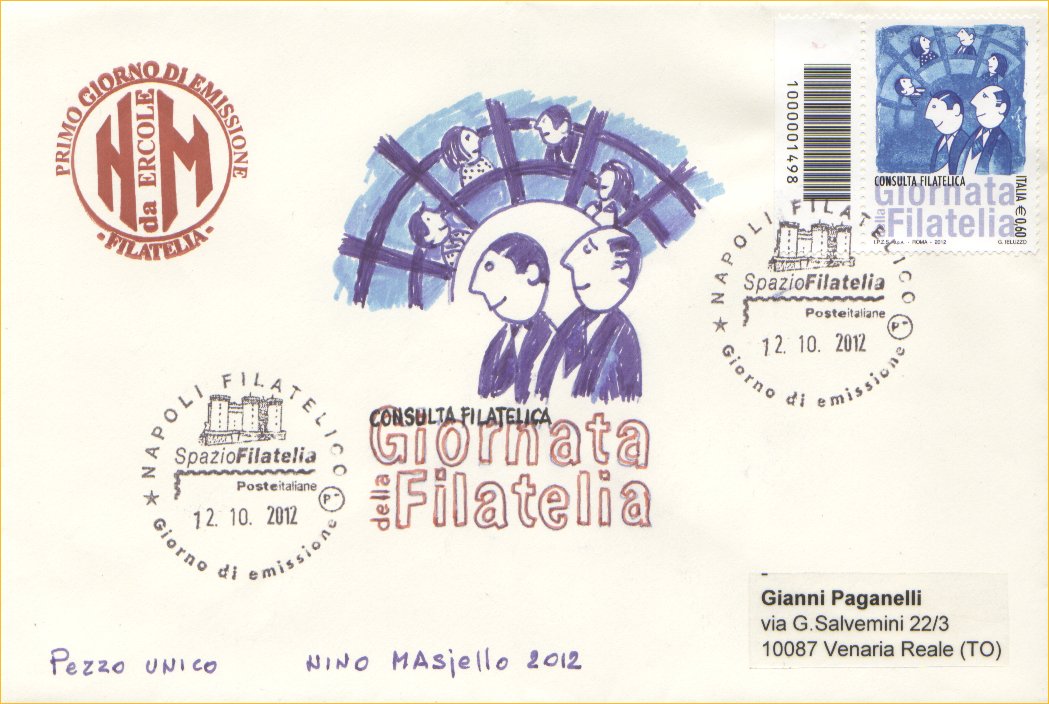 PRIMO GIORNO DI EMISSIONE
NM
da ERCOLE
- FILATELIA -
1000001498
CONSULTA FILATELICA
Giornata
della
Filatelia
ITALIA € 0,60
I.P.Z.S. S.p.A. - ROMA - 2012
G. IELUZZO
NAPOLI FILATELICO
SpazioFilatelia
Posteitaliane
P
12. 10. 2012
Giorno di emissione
CONSULTA FILATELICA
Giornata
della
Filatelia
NAPOLI FILATELICO
SpazioFilatelia
Posteitaliane
P
12. 10. 2012
Giorno di emissione
Gianni Paganelli
via G.Salvemini 22/3
10087 Venaria Reale (TO)
Pezzo UNICO NINO MASjello 2012